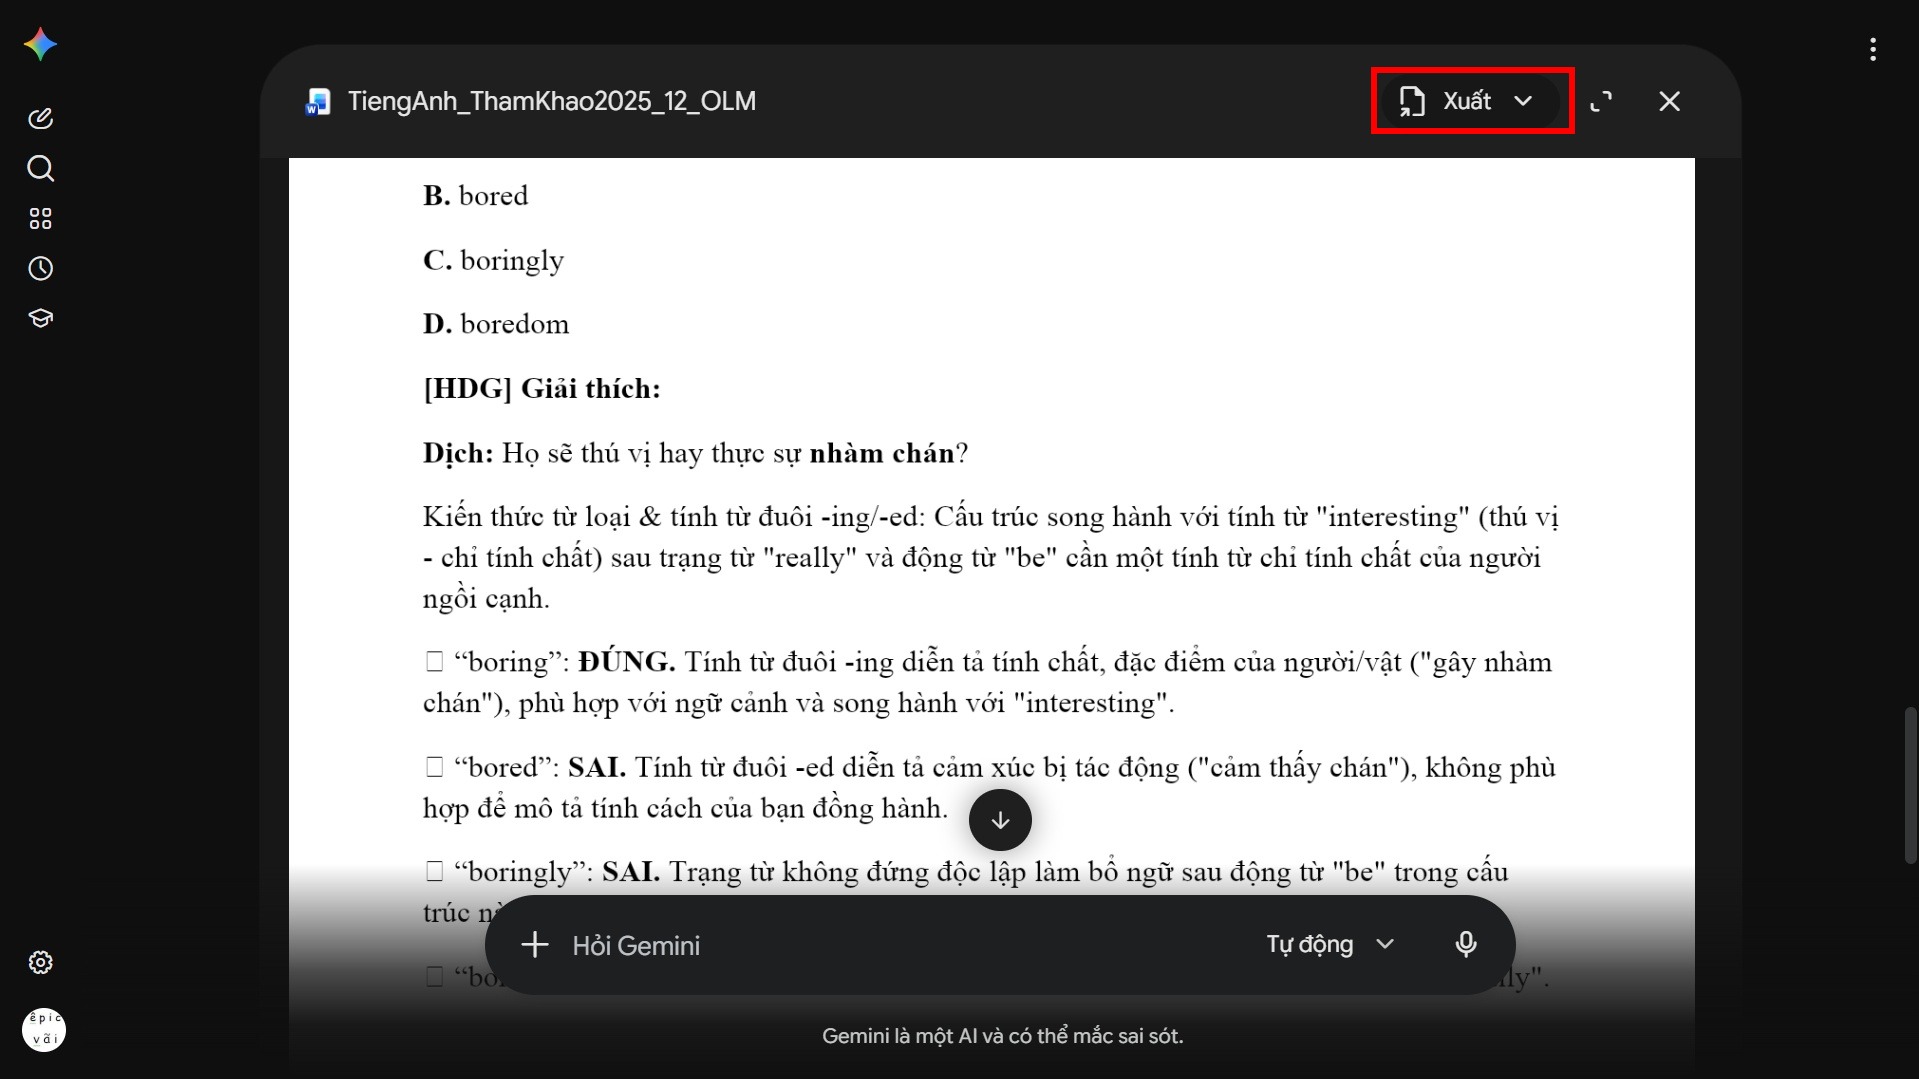 TiengAnh_ThamKhao2025_12_OLM
Xuất
B. bored
C. boringly
D. boredom
[HDG] Giải thích:
Dịch: Họ sẽ thú vị hay thực sự nhàm chán?
Kiến thức từ loại & tính từ đuôi -ing/-ed: Cấu trúc song hành với tính từ "interesting" (thú vị
- chỉ tính chất) sau trạng từ "really" và động từ "be" cần một tính từ chỉ tính chất của người
ngồi cạnh.
“boring”: ĐÚNG. Tính từ đuôi -ing diễn tả tính chất, đặc điểm của người/vật ("gây nhàm
chán"), phù hợp với ngữ cảnh và song hành với "interesting".
“bored”: SAI. Tính từ đuôi -ed diễn tả cảm xúc bị tác động ("cảm thấy chán"), không phù
hợp để mô tả tính cách của bạn đồng hành.
“boringly”: SAI. Trạng từ không đứng độc lập làm bổ ngữ sau động từ "be" trong cấu
trúc
Hỏi Gemini
Tự động
Gemini là một AI và có thể mắc sai sót.
êpic
vãi